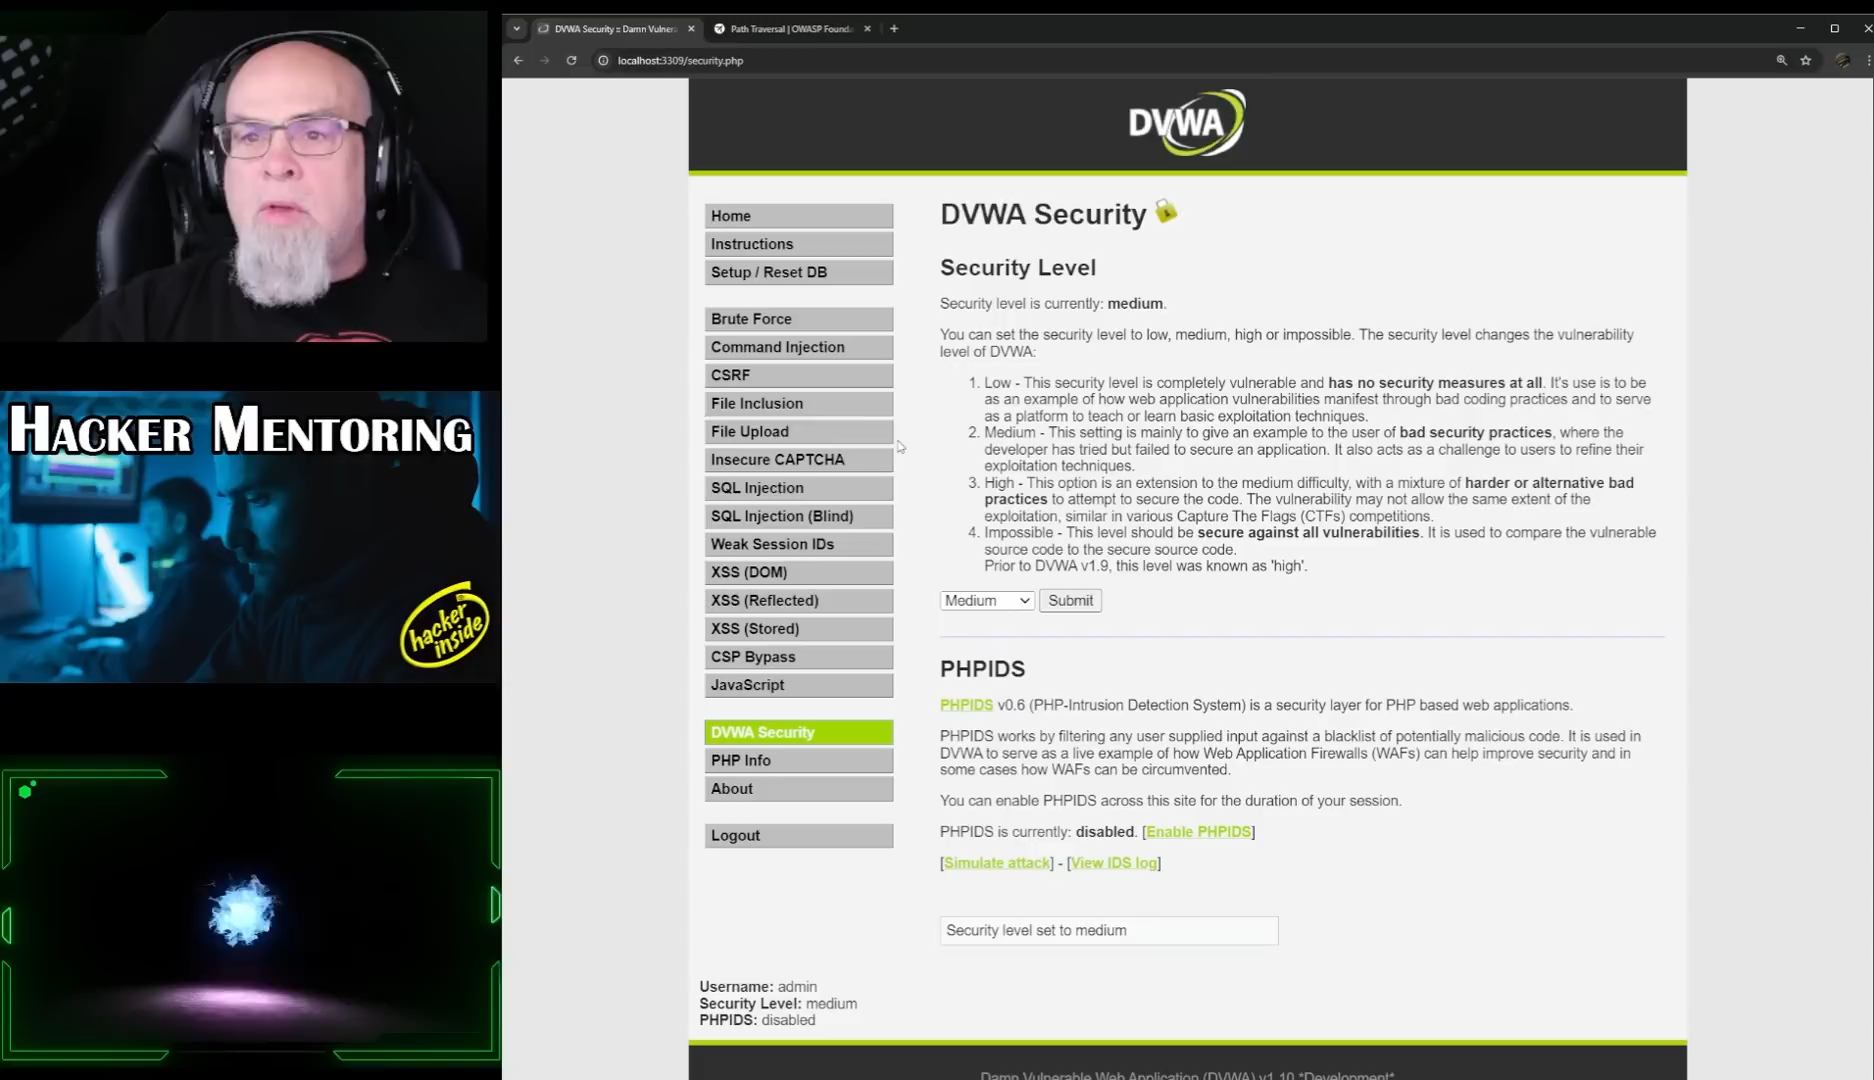 DVWA Security :: Damn Vulnera
Path Traversal | OWASP Founda
localhost:3309/security.php
DVWA
Home
Instructions
Setup / Reset DB
Brute Force
Command Injection
CSRF
File Inclusion
File Upload
Insecure CAPTCHA
SQL Injection
SQL Injection (Blind)
Weak Session IDs
XSS (DOM)
XSS (Reflected)
XSS (Stored)
CSP Bypass
JavaScript
DVWA Security
PHP Info
About
Logout
DVWA Security
Security Level
Security level is currently: medium.
You can set the security level to low, medium, high or impossible. The security level changes the vulnerability
level of DVWA:
1. Low - This security level is completely vulnerable and has no security measures at all. It's use is to be
as an example of how web application vulnerabilities manifest through bad coding practices and to serve
as a platform to teach or learn basic exploitation techniques.
2. Medium - This setting is mainly to give an example to the user of bad security practices, where the
developer has tried but failed to secure an application. It also acts as a challenge to users to refine their
exploitation techniques.
3. High - This option is an extension to the medium difficulty, with a mixture of harder or alternative bad
practices to attempt to secure the code. The vulnerability may not allow the same extent of the
exploitation, similar in various Capture The Flags (CTFs) competitions.
4. Impossible - This level should be secure against all vulnerabilities. It is used to compare the vulnerable
source code to the secure source code.
Prior to DVWA v1.9, this level was known as 'high'.
Medium Submit
PHPIDS
PHPIDS v0.6 (PHP-Intrusion Detection System) is a security layer for PHP based web applications.
PHPIDS works by filtering any user supplied input against a blacklist of potentially malicious code. It is used in
DVWA to serve as a live example of how Web Application Firewalls (WAFs) can help improve security and in
some cases how WAFs can be circumvented.
You can enable PHPIDS across this site for the duration of your session.
PHPIDS is currently: disabled. [Enable PHPIDS]
[Simulate attack] - [View IDS log]
Security level set to medium
Username: admin
Security Level: medium
PHPIDS: disabled
Damn Vulnerable Web Application (DVWA) v1.10 *Development*
HACKER MENTORING
hacker
inside